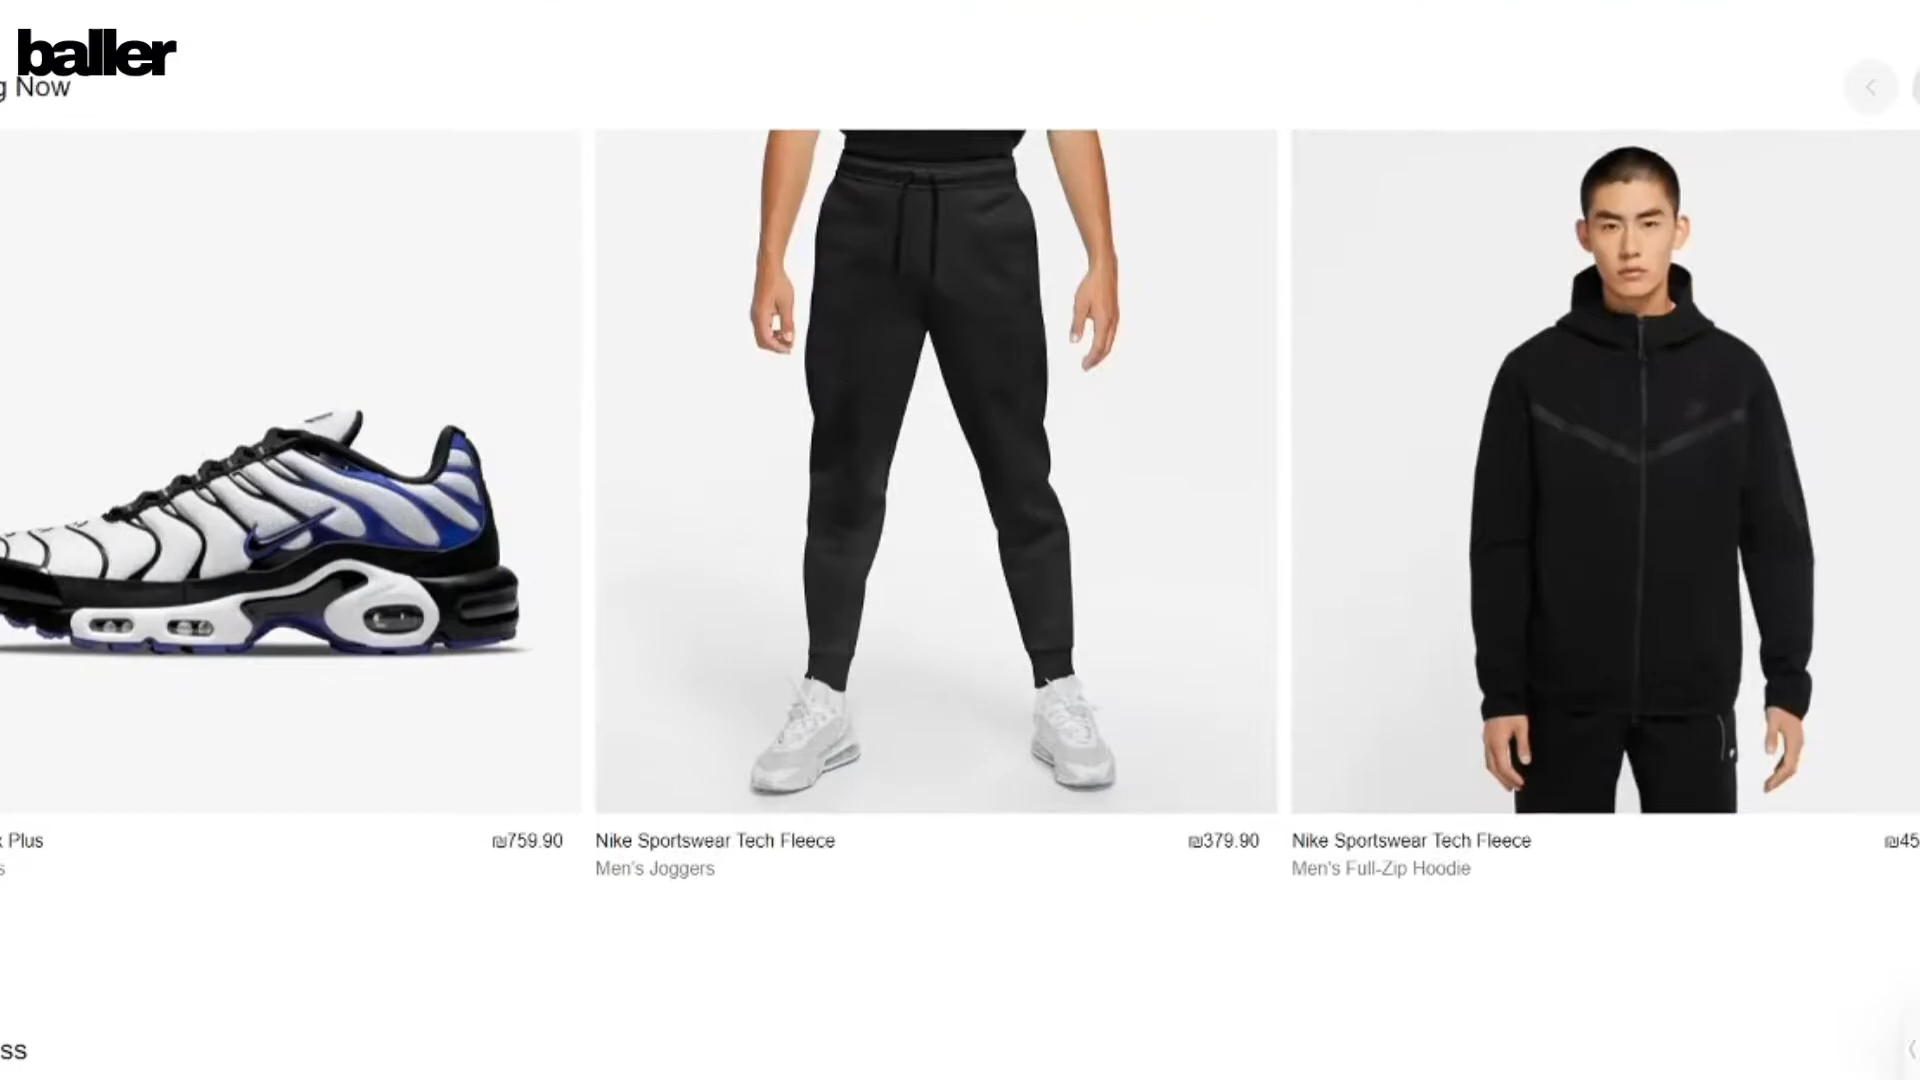 baller
g Now
x Plus
₪759.90
s
Nike Sportswear Tech Fleece
₪379.90
Men's Joggers
Nike Sportswear Tech Fleece
₪45
Men's Full-Zip Hoodie
ss